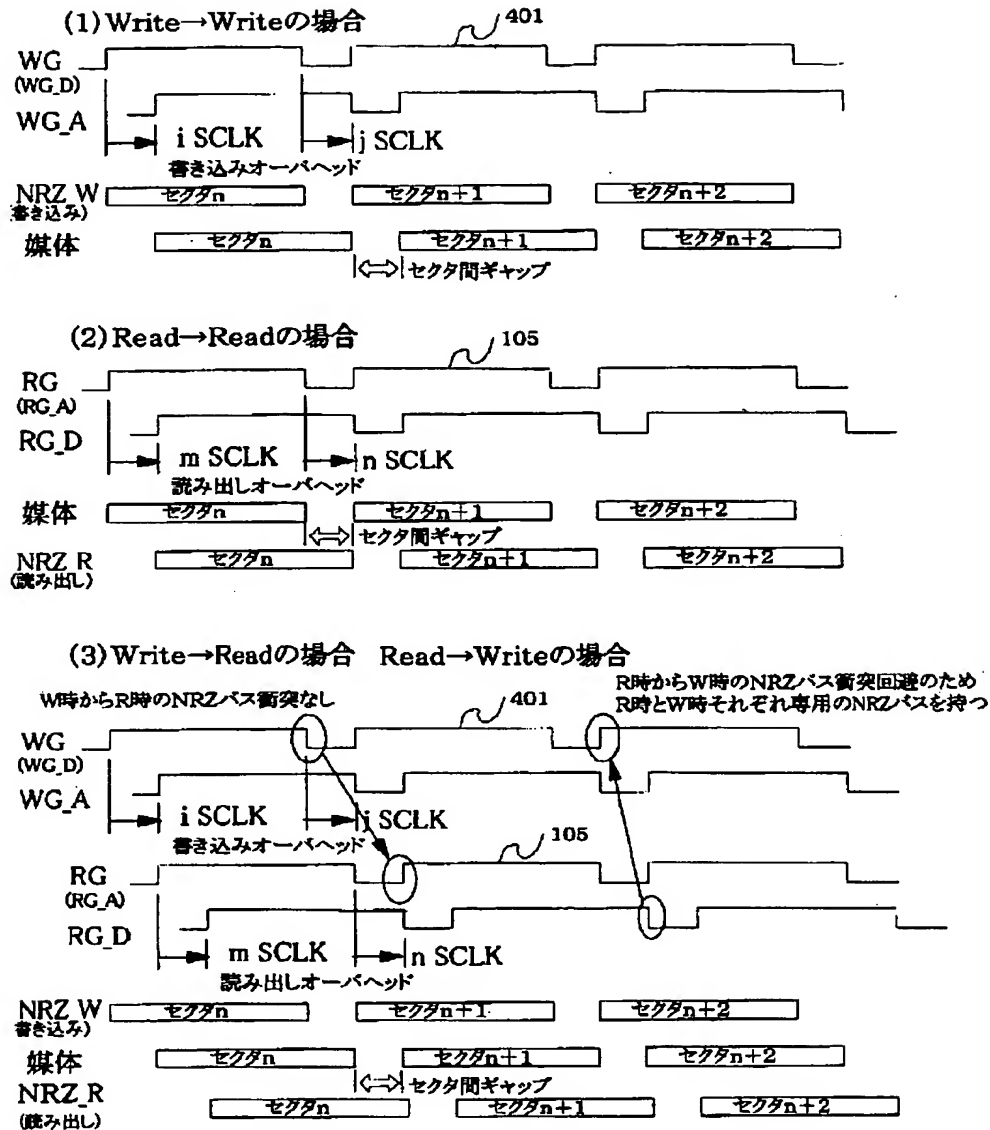 (1)Write→Writeの場合
401
WG
(WG_D)
WG_A
i SCLK
j SCLK
書き込みオーバヘッド
NRZ_W
(書き込み)
セクタn
セクタn+1
セクタn+2
媒体
セクタn
セクタn+1
セクタn+2
セクタ間ギャップ
(2)Read→Readの場合
105
RG
(RG_A)
RG_D
m SCLK
n SCLK
読み出しオーバヘッド
媒体
セクタn
セクタn+1
セクタn+2
セクタ間ギャップ
NRZ_R
(読み出し)
セクタn
セクタn+1
セクタn+2
(3)Write→Readの場合 Read→Writeの場合
W時からR時のNRZバス衝突なし
R時からW時のNRZバス衝突回避のため
R時とW時それぞれ専用のNRZバスを持つ
401
WG
(WG_D)
WG_A
i SCLK
j SCLK
書き込みオーバヘッド
105
RG
(RG_A)
RG_D
m SCLK
n SCLK
読み出しオーバヘッド
NRZ_W
(書き込み)
セクタn
セクタn+1
セクタn+2
媒体
セクタn
セクタn+1
セクタn+2
セクタ間ギャップ
NRZ_R
(読み出し)
セクタn
セクタn+1
セクタn+2